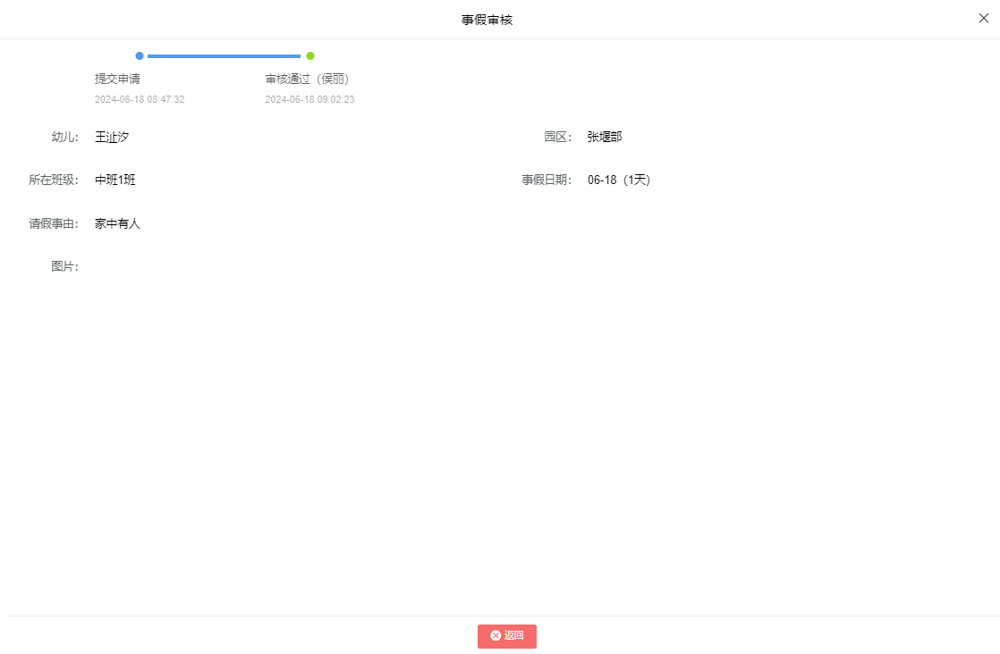 事假审核
提交申请
审核通过（侯丽）
2024-06-18 08:47:32
2024-06-18 09:02:23
幼儿： 王沚汐
园区： 张堰部
所在班级： 中班1班
事假日期： 06-18（1天）
请假事由： 家中有人
图片：
返回